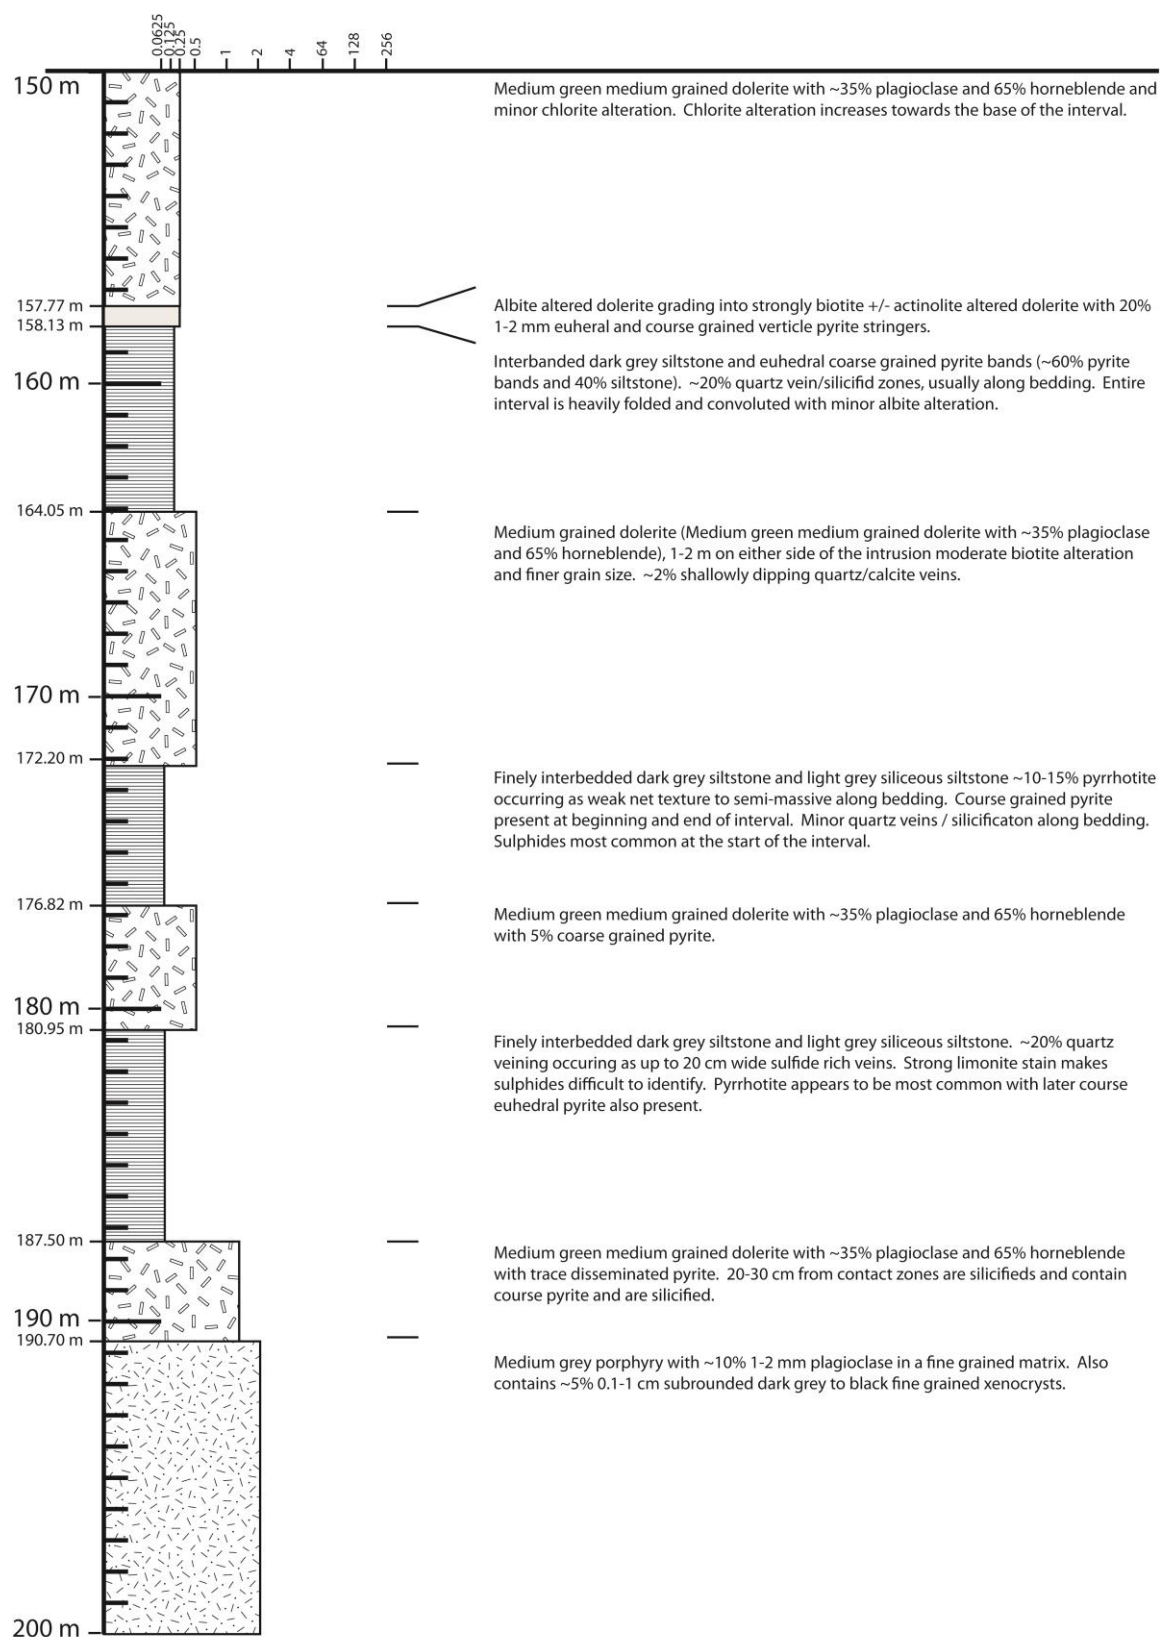 0.0625
0.125
0.25
0.5
1
2
4
64
128
256
150 m
Medium green medium grained dolerite with ~35% plagioclase and 65% horneblende and
minor chlorite alteration. Chlorite alteration increases towards the base of the interval.
157.77 m
Albite altered dolerite grading into strongly biotite +/- actinolite altered dolerite with 20%
1-2 mm euheral and course grained verticle pyrite stringers.
158.13 m
Interbanded dark grey siltstone and euhedral coarse grained pyrite bands (~60% pyrite
bands and 40% siltstone). ~20% quartz vein/silicifid zones, usually along bedding. Entire
interval is heavily folded and convoluted with minor albite alteration.
160 m
164.05 m
Medium grained dolerite (Medium green medium grained dolerite with ~35% plagioclase
and 65% horneblende), 1-2 m on either side of the intrusion moderate biotite alteration
and finer grain size. ~2% shallowly dipping quartz/calcite veins.
170 m
172.20 m
Finely interbedded dark grey siltstone and light grey siliceous siltstone ~10-15% pyrrhotite
occurring as weak net texture to semi-massive along bedding. Course grained pyrite
present at beginning and end of interval. Minor quartz veins / silicificaton along bedding.
Sulphides most common at the start of the interval.
176.82 m
Medium green medium grained dolerite with ~35% plagioclase and 65% horneblende
with 5% coarse grained pyrite.
180 m
180.95 m
Finely interbedded dark grey siltstone and light grey siliceous siltstone. ~20% quartz
veining occuring as up to 20 cm wide sulfide rich veins. Strong limonite stain makes
sulphides difficult to identify. Pyrrhotite appears to be most common with later course
euhedral pyrite also present.
187.50 m
Medium green medium grained dolerite with ~35% plagioclase and 65% horneblende
with trace disseminated pyrite. 20-30 cm from contact zones are silicifieds and contain
course pyrite and are silicified.
190 m
190.70 m
Medium grey porphyry with ~10% 1-2 mm plagioclase in a fine grained matrix. Also
contains ~5% 0.1-1 cm subrounded dark grey to black fine grained xenocrysts.
200 m